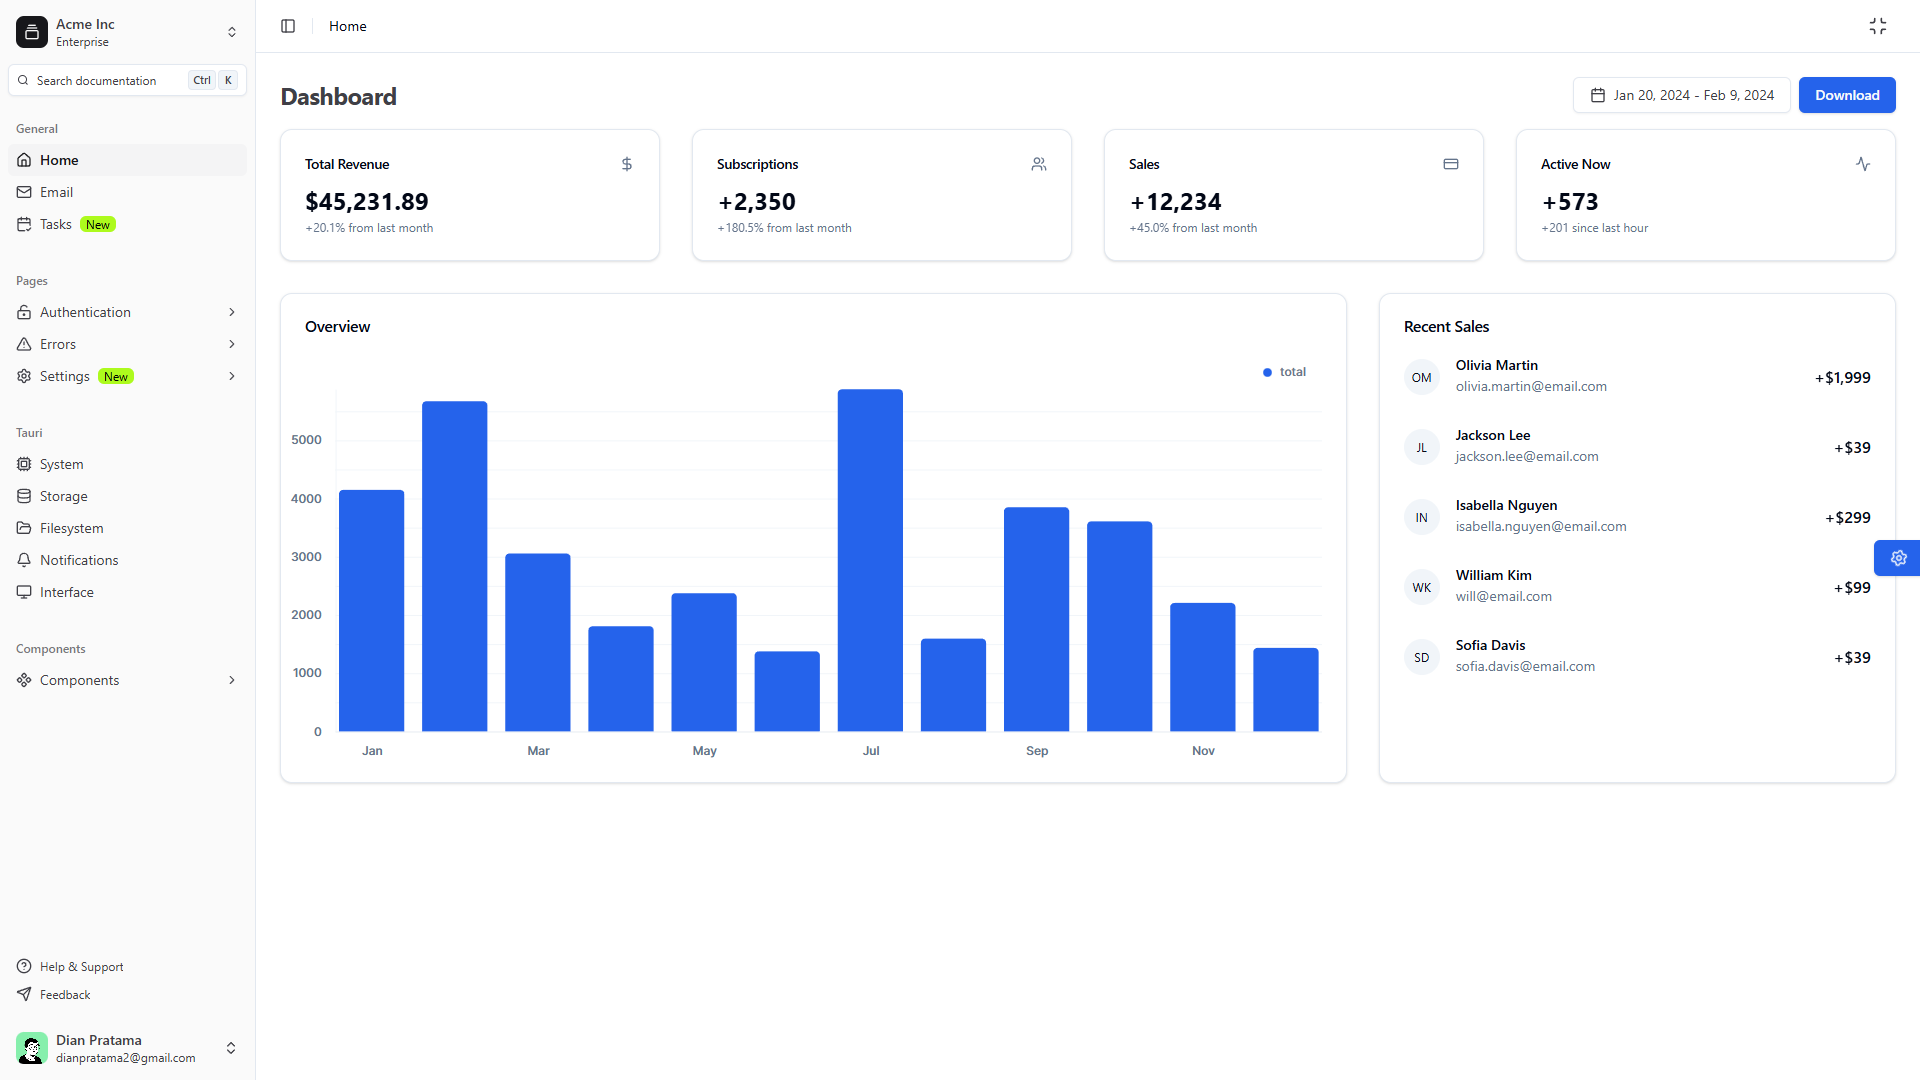 Acme Inc
Enterprise
Search documentation Ctrl K
General
Home
Email
Tasks New
Pages
Authentication
Errors
Settings New
Tauri
System
Storage
Filesystem
Notifications
Interface
Components
Components
Help & Support
Feedback
Dian Pratama
dianpratama2@gmail.com
Home
Dashboard
Jan 20, 2024 - Feb 9, 2024
Download
Total Revenue
$45,231.89
+20.1% from last month
Subscriptions
+2,350
+180.5% from last month
Sales
+12,234
+45.0% from last month
Active Now
+573
+201 since last hour
Overview
total
5000
4000
3000
2000
1000
0
Jan Mar May Jul Sep Nov
Recent Sales
OM
Olivia Martin
olivia.martin@email.com
+$1,999
JL
Jackson Lee
jackson.lee@email.com
+$39
IN
Isabella Nguyen
isabella.nguyen@email.com
+$299
WK
William Kim
will@email.com
+$99
SD
Sofia Davis
sofia.davis@email.com
+$39